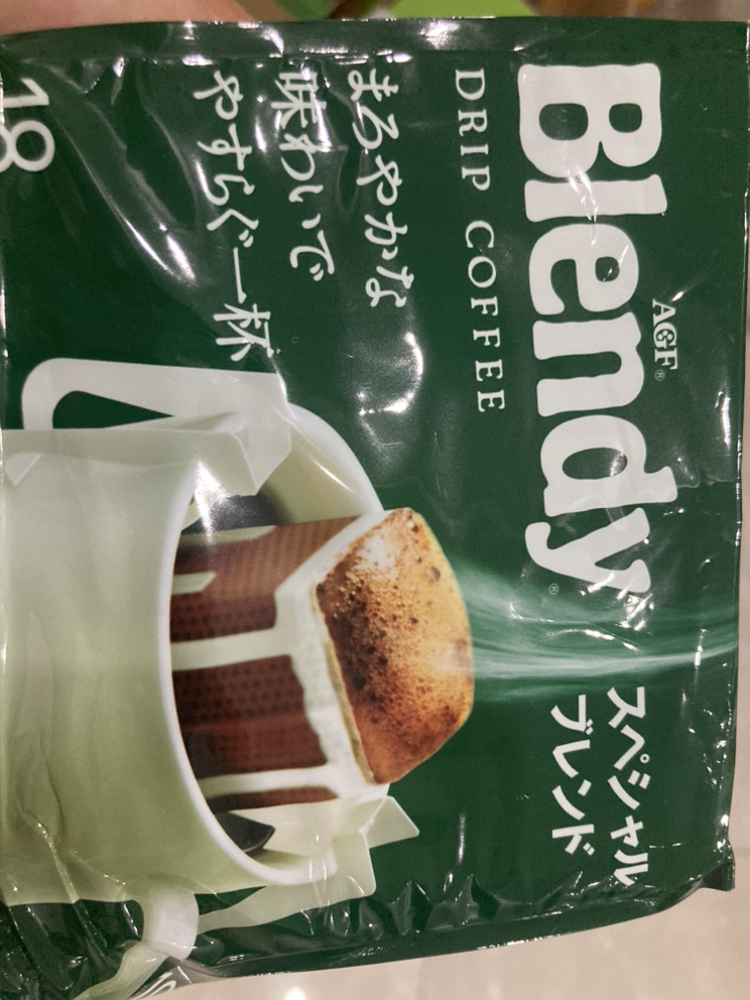 AGF®
Blendy®
DRIP COFFEE
スペシャル
ブレンド
まろやかな
味わいで
やすらぐ一杯
18